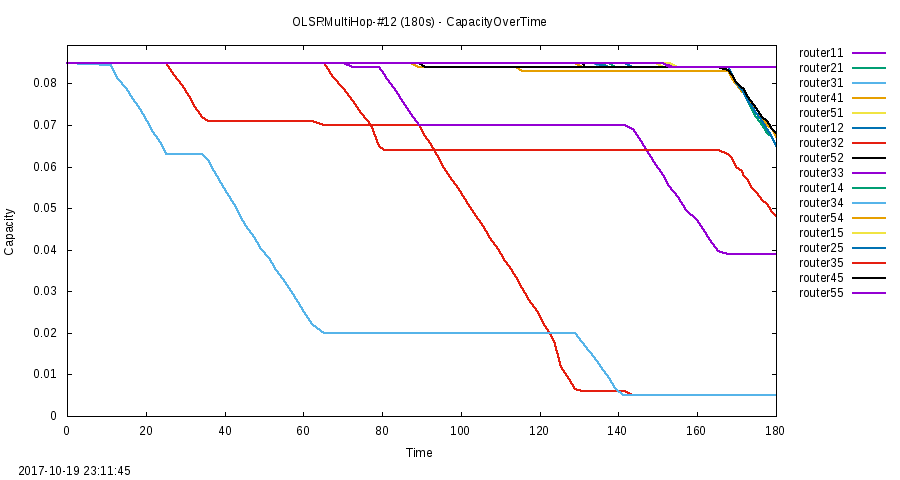 OLSRMultiHop-#12 (180s) - CapacityOverTime
Capacity
0.08
0.07
0.06
0.05
0.04
0.03
0.02
0.01
0
0 20 40 60 80 100 120 140 160 180
Time
router11
router21
router31
router41
router51
router12
router32
router52
router33
router14
router34
router54
router15
router25
router35
router45
router55
2017-10-19 23:11:45